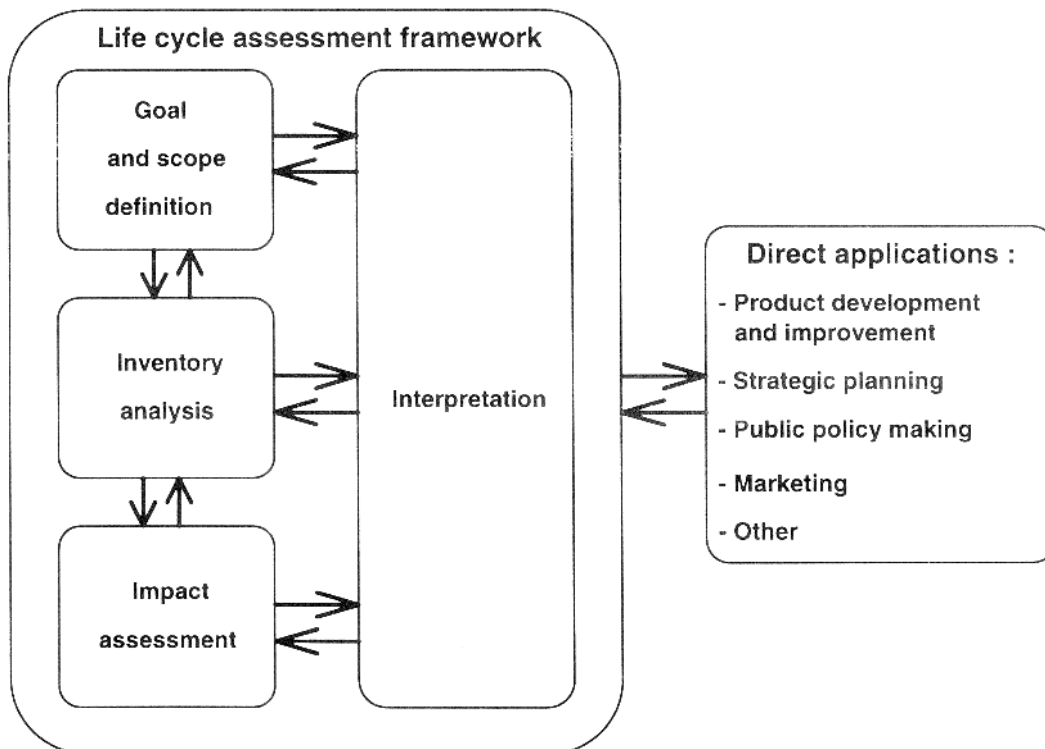 Life cycle assessment framework
Goal
and scope
definition
Inventory
analysis
Impact
assessment
Interpretation
Direct applications :
- Product development
and improvement
- Strategic planning
- Public policy making
- Marketing
- Other